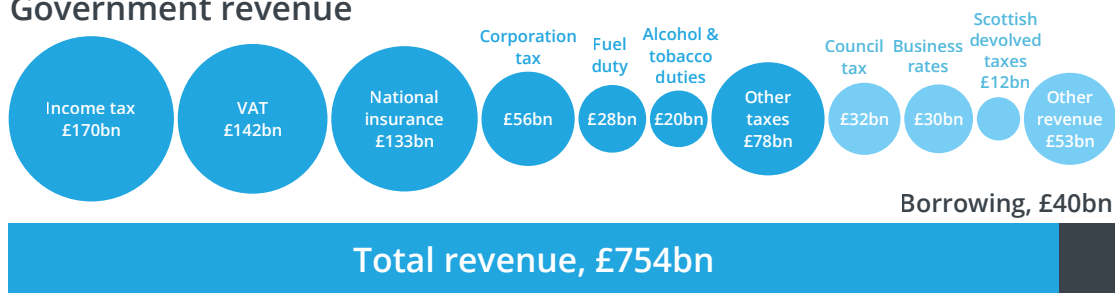 Government revenue
Income tax
£170bn
VAT
£142bn
National
insurance
£133bn
Corporation
tax
£56bn
Fuel
duty
£28bn
Alcohol &
tobacco
duties
£20bn
Other
taxes
£78bn
Council
tax
£32bn
Business
rates
£30bn
Scottish
devolved
taxes
£12bn
Other
revenue
£53bn
Borrowing, £40bn
Total revenue, £754bn